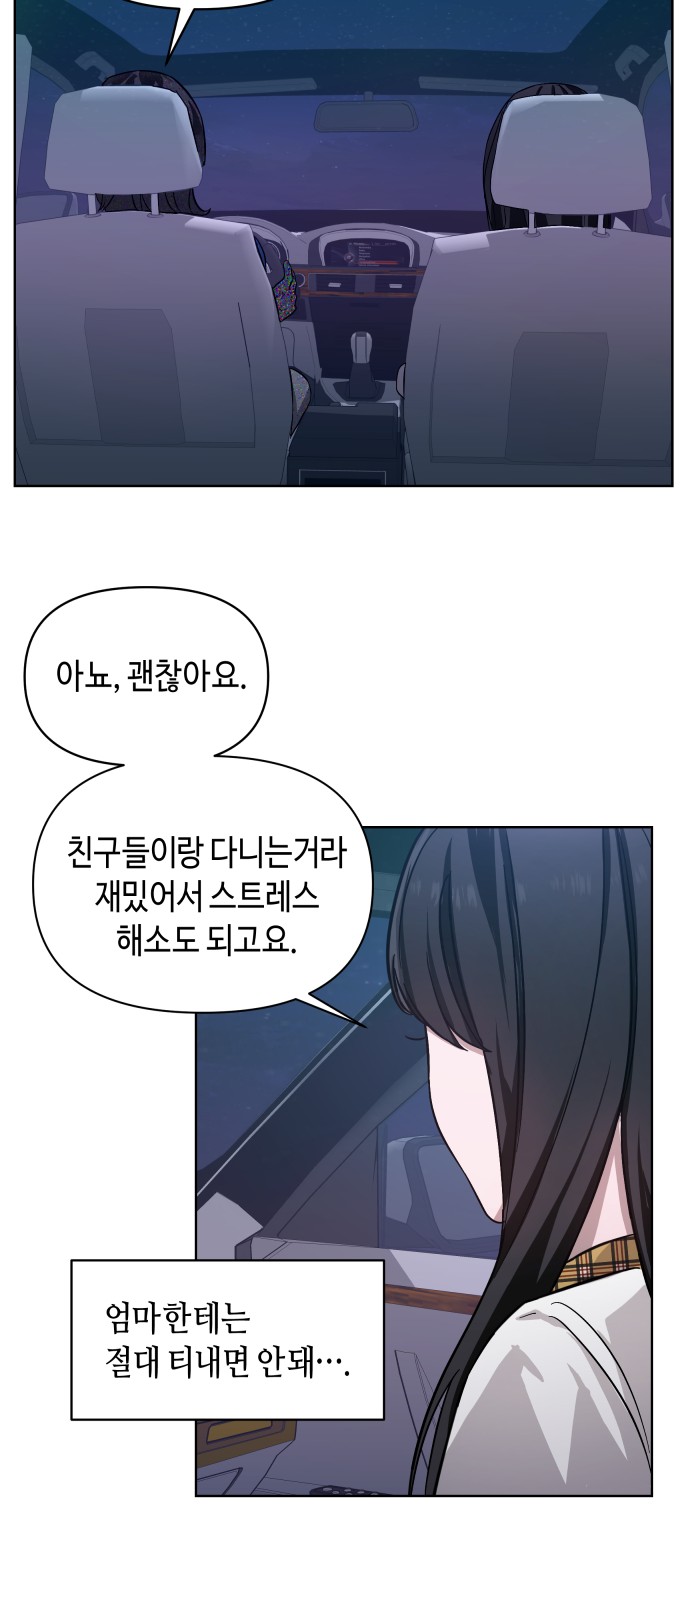 아뇨, 괜찮아요.
친구들이랑 다니는거라
재밌어서 스트레스
해소도 되고요.
엄마한테는
절대 티내면 안돼….